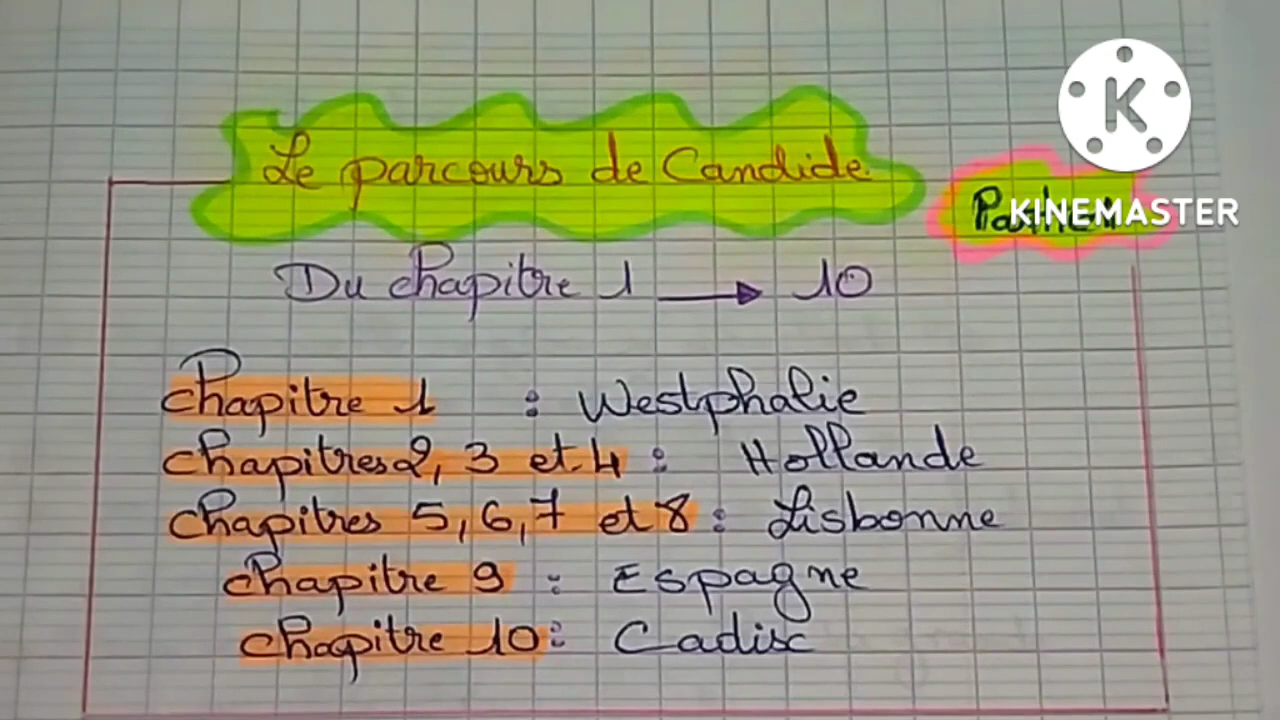 Le parcours de Candide
KINEMASTER
Du chapitre 1 → 10
Chapitre 1 : Westphalie
Chapitres 2, 3 et 4 : Hollande
Chapitres 5, 6, 7 et 8 : Lisbonne
Chapitre 9 : Espagne
Chapitre 10 : Cadix